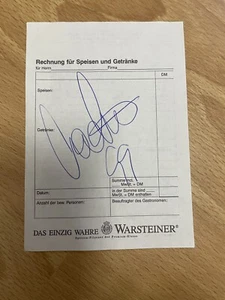 Rechnung für Speisen und Getränke
für Herrn Firma
DM
Speisen:
Getränke:
Summe incl.
% MwSt. = DM
Datum:
In der Summe sind
% MwSt. = DM enthalten
Anzahl der bew. Personen:
Beauftragter des Gastronomen:
DAS EINZIG WAHRE WARSTEINER